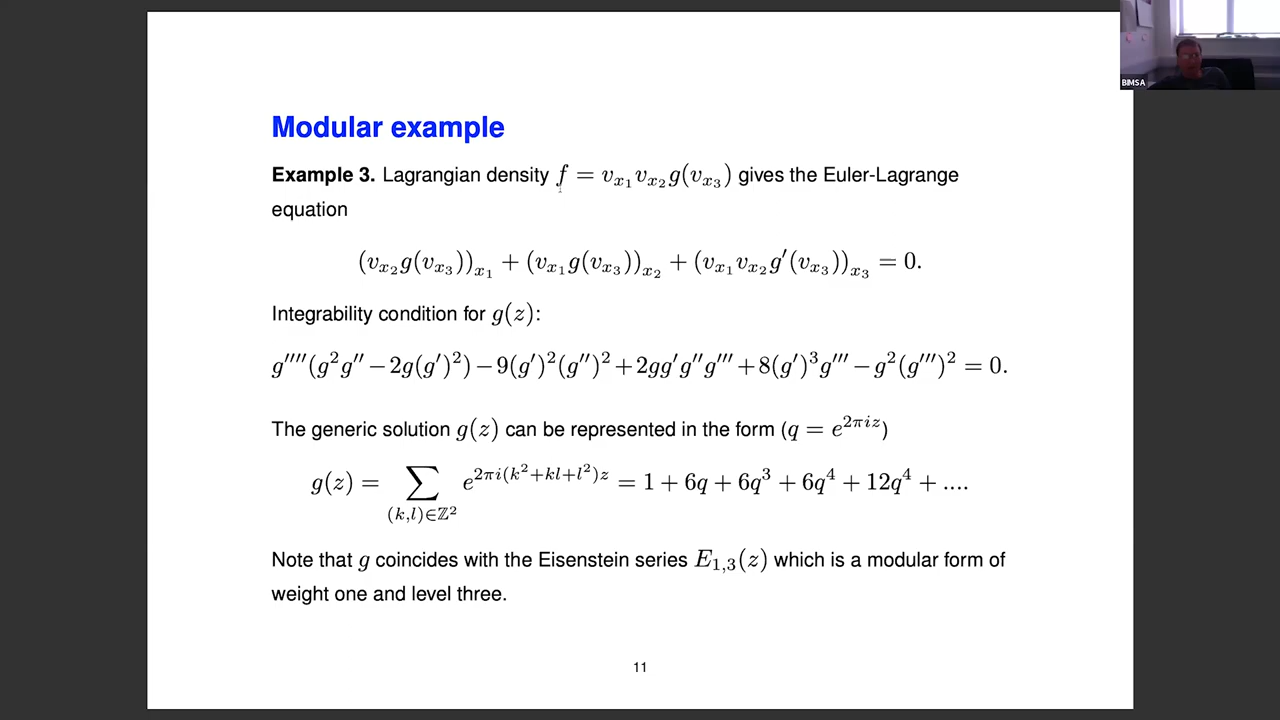 BIMSA
Modular example
Example 3. Lagrangian density f = v_{x_1} v_{x_2} g(v_{x_3}) gives the Euler-Lagrange
equation
(v_{x_2} g(v_{x_3}))_{x_1} + (v_{x_1} g(v_{x_3}))_{x_2} + (v_{x_1} v_{x_2} g'(v_{x_3}))_{x_3} = 0.
Integrability condition for g(z):
g''''(g^2 g'' − 2g(g')^2) − 9(g')^2(g'')^2 + 2gg'g''g''' + 8(g')^3 g''' − g^2(g''')^2 = 0.
The generic solution g(z) can be represented in the form (q = e^{2πiz})
g(z) = ∑_{(k,l)∈ℤ^2} e^{2πi(k^2+kl+l^2)z} = 1 + 6q + 6q^3 + 6q^4 + 12q^4 + ....
Note that g coincides with the Eisenstein series E_{1,3}(z) which is a modular form of
weight one and level three.
11